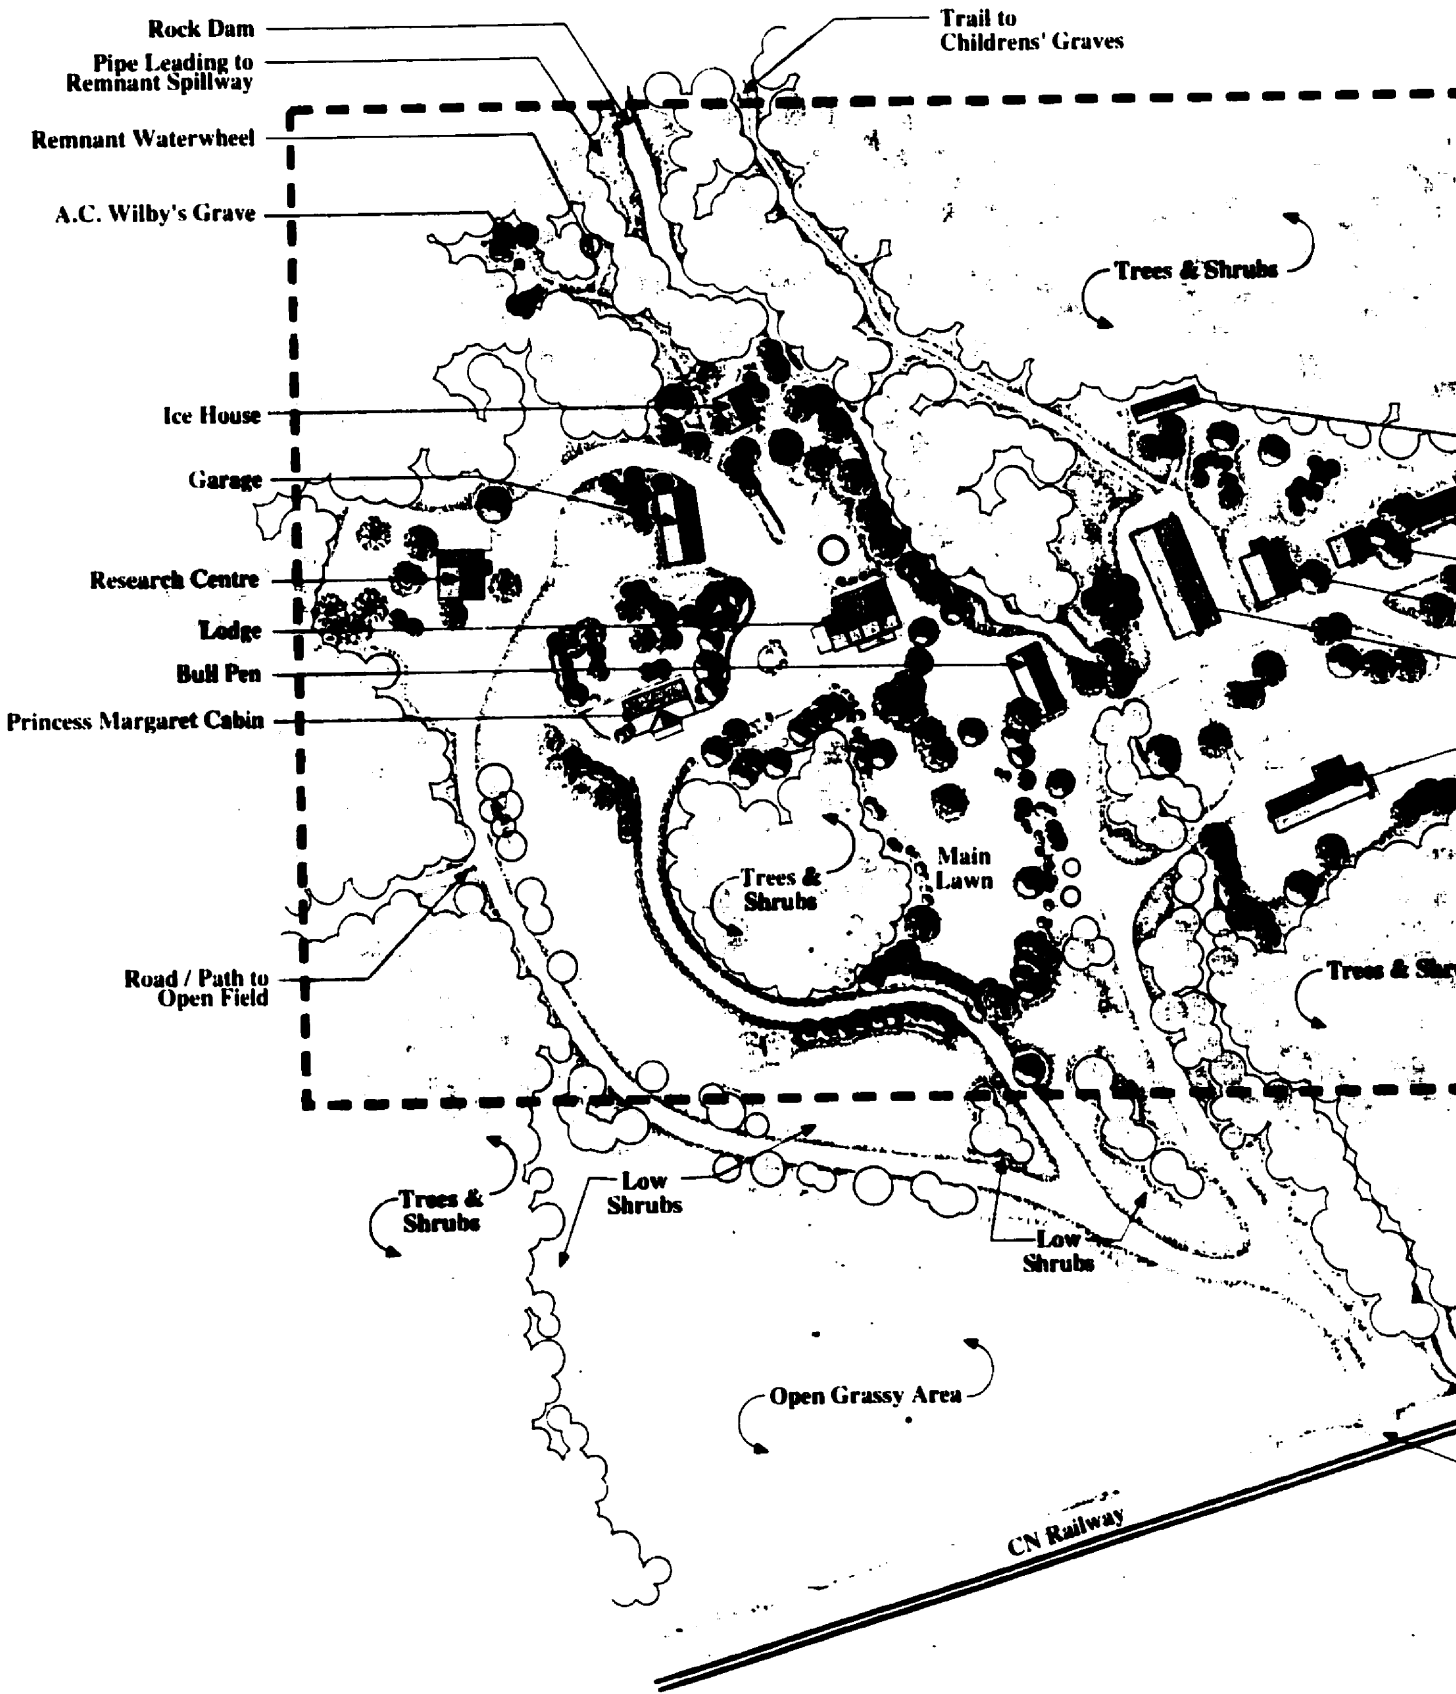 Rock Dam
Trail to
Childrens' Graves
Pipe Leading to
Remnant Spillway
Remnant Waterwheel
A.C. Wilby's Grave
Trees & Shrubs
Ice House
Garage
Research Centre
Lodge
Bull Pen
Princess Margaret Cabin
Main
Lawn
Trees &
Shrubs
Road / Path to
Open Field
Trees & Shru
Low
Shrubs
Trees &
Shrubs
Low
Shrubs
Open Grassy Area
CN Railway